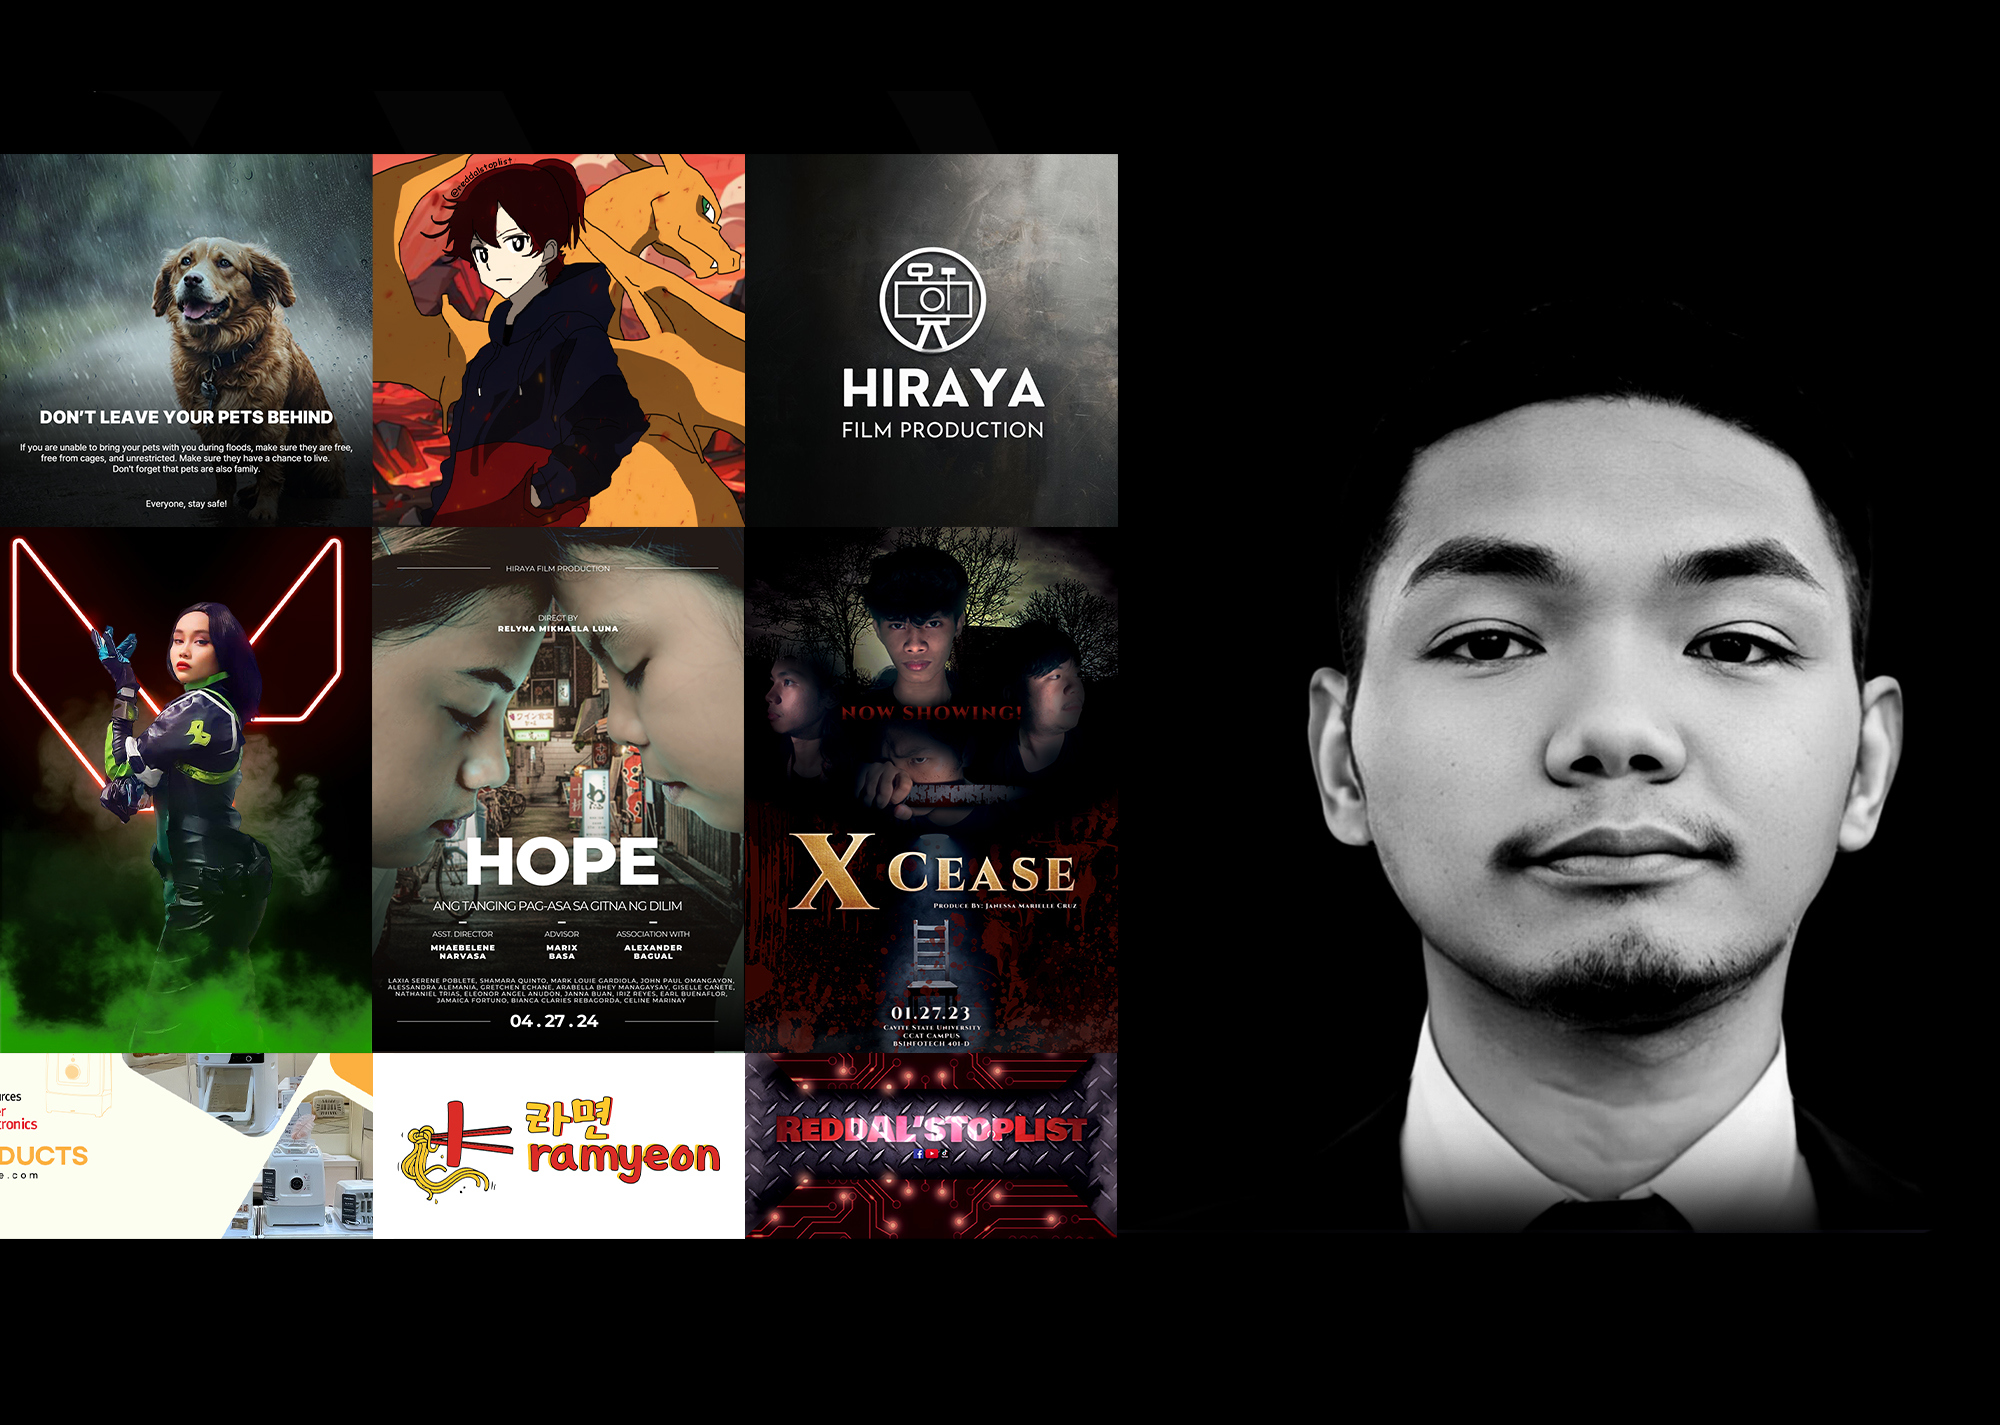 DON'T LEAVE YOUR PETS BEHIND
If you are unable to bring your pets with you during floods, make sure they are free,
free from cages, and unrestricted. Make sure they have a chance to live.
Don't forget that pets are also family.
Everyone, stay safe!
@reddalstoplist
HIRAYA
FILM PRODUCTION
HIRAYA FILM PRODUCTION
DIRECT BY
RELYNA MIKHAELA LUNA
HOPE
ANG TANGING PAG-ASA SA GITNA NG DILIM
ASST. DIRECTOR
MHAEBELENE
NARVASA
ADVISOR
MARIX
BASA
ASSOCIATION WITH
ALEXANDER
BAGUAL
LAXIA SERENE POBLETE, SHAMARA QUINTO, MARK LOUIE GARDIOLA, JOHN PAUL OMANGAYON,
ALESSANDRA ALEMANIA, GRETCHEN ECHANE, ARABELLA BHEY MANAGAYSAY, GISELLE CANETE,
NATHANIEL TRIAS, ELEONOR ANGEL ANUDON, JANNA BUAN, IRIZ REYES, EARL BUENAFLOR,
JAMAICA FORTUNO, BIANCA CLARIES REBAGORDA, CELINE MARINAY
04.27.24
NOW SHOWING!
X CEASE
PRODUCE BY: JANESSA MARIELLE CRUZ
01.27.23
CAVITE STATE UNIVERSITY
CCAT CAMPUS
BSINFOTECH 401-D
urces
er
tronics
DUCTS
e.com
라면
ramyeon
REDDAL'STOPLIST